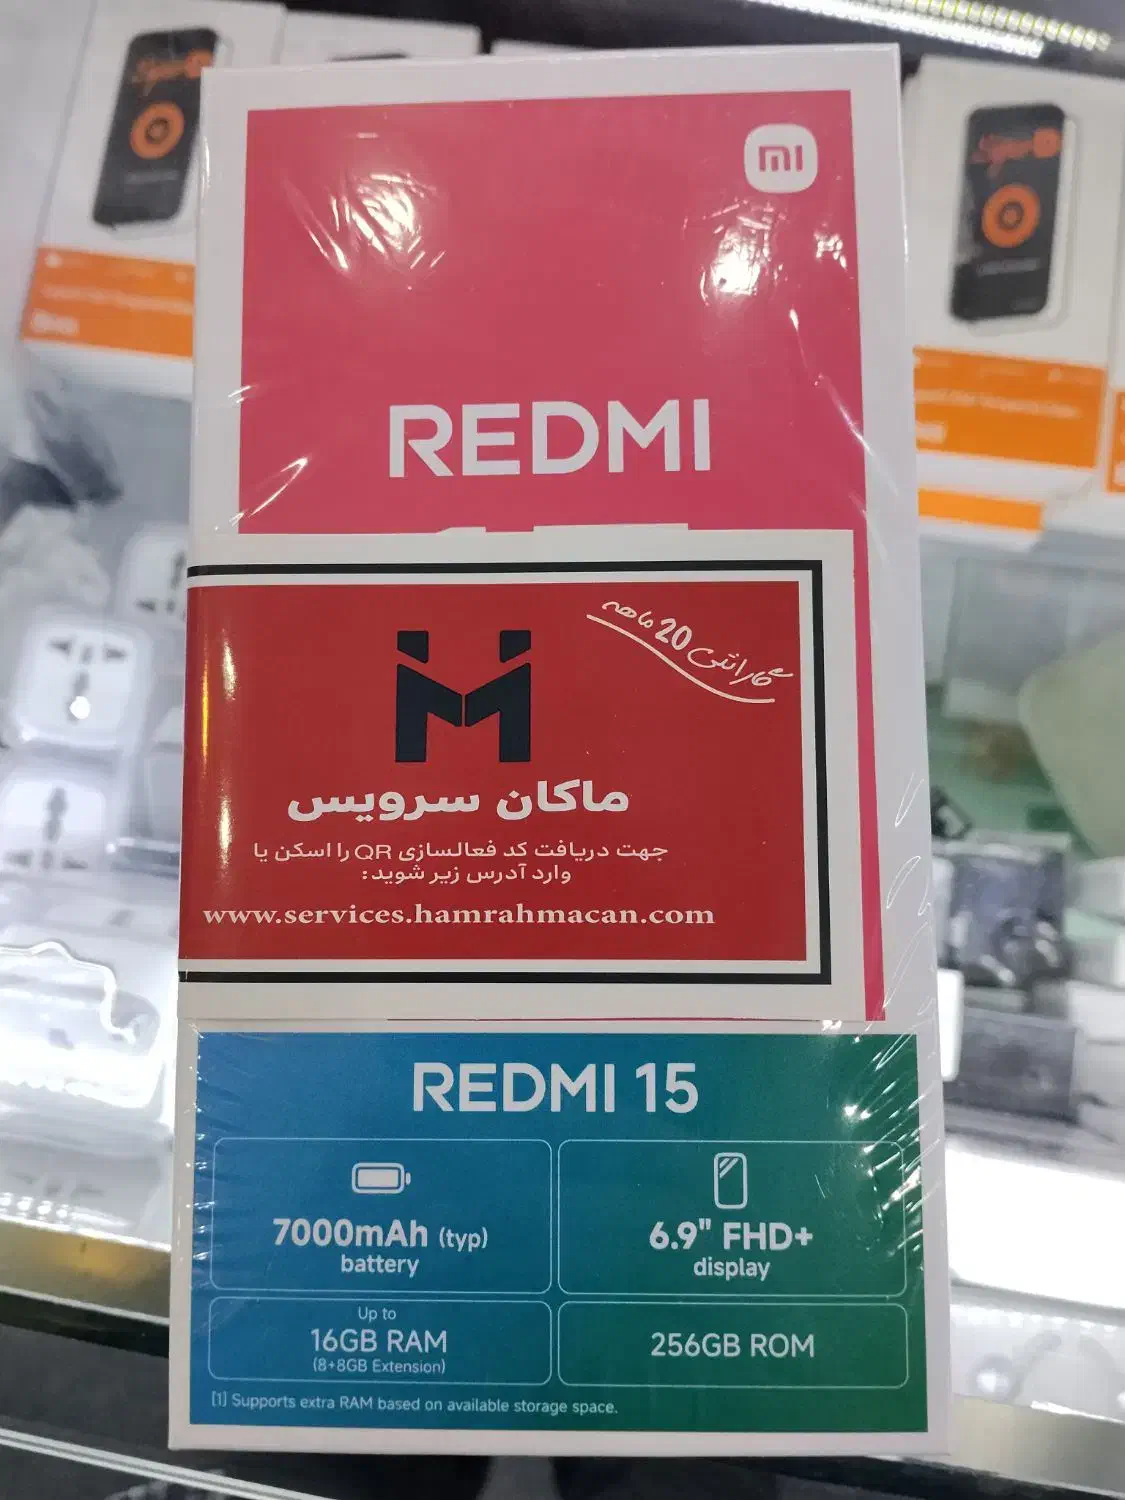 mi
REDMI
گارانتی 20 ماهه
ماکان سرویس
جهت دریافت کد فعالسازی QR را اسکن یا
وارد آدرس زیر شوید:
www.services.hamrahmacan.com
REDMI 15
7000mAh (typ)
battery
6.9" FHD+
display
Up to
16GB RAM
(8+8GB Extension)
256GB ROM
[1] Supports extra RAM based on available storage space.